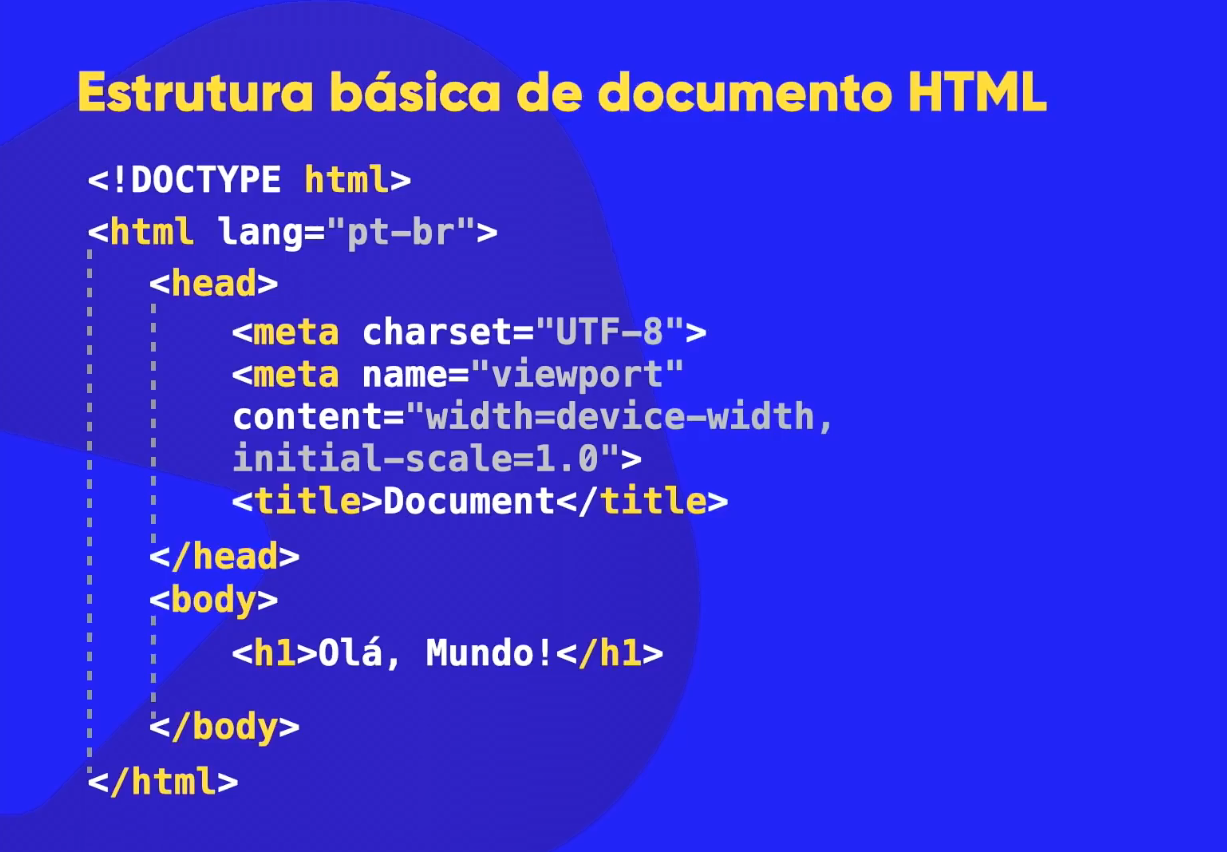 Estrutura básica de documento HTML
<!DOCTYPE html>
<html lang="pt-br">
<head>
<meta charset="UTF-8">
<meta name="viewport"
content="width=device-width,
initial-scale=1.0">
<title>Document</title>
</head>
<body>
<h1>Olá, Mundo!</h1>
</body>
</html>